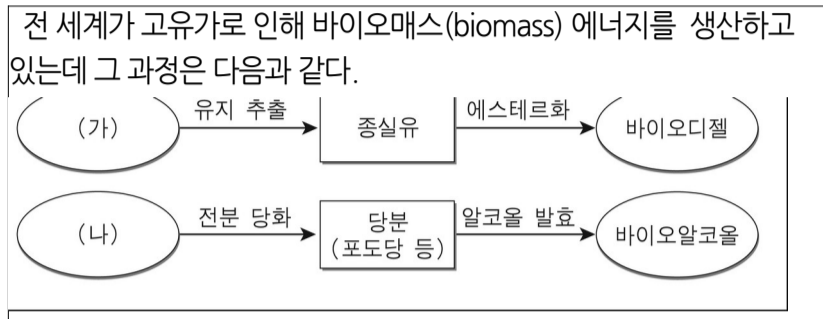 전 세계가 고유가로 인해 바이오매스(biomass) 에너지를 생산하고
있는데 그 과정은 다음과 같다.
(가) 유지 추출 종실유 에스테르화 바이오디젤
(나) 전분 당화 당분 (포도당 등) 알코올 발효 바이오알코올